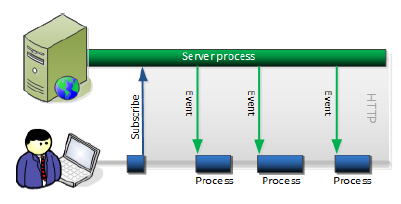 Server process
Subscribe
Event
Event
Event
HTTP
Process
Process
Process